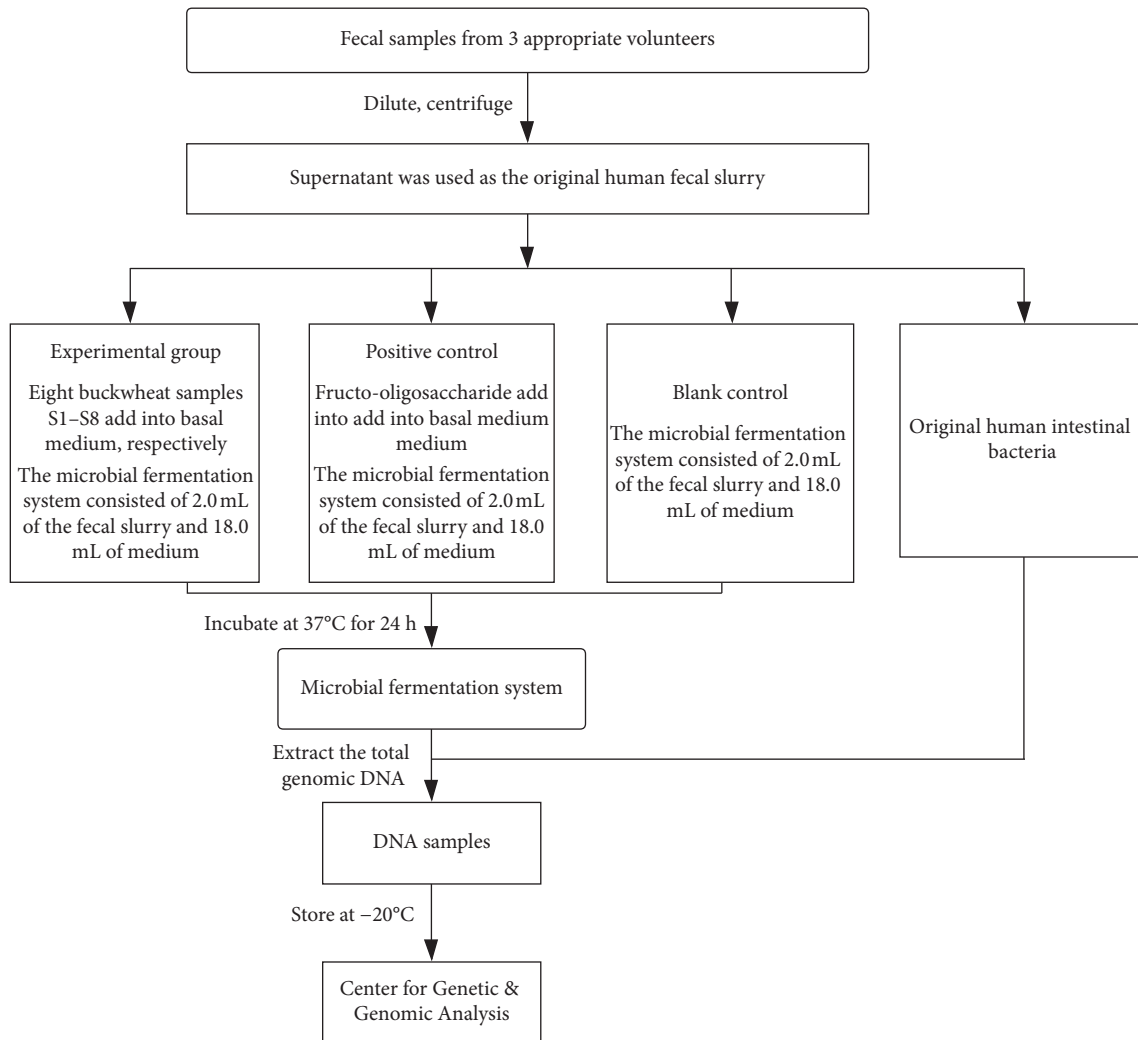 Fecal samples from 3 appropriate volunteers
Dilute, centrifuge
Supernatant was used as the original human fecal slurry
Experimental group
Eight buckwheat samples
S1–S8 add into basal
medium, respectively
The microbial fermentation
system consisted of 2.0 mL
of the fecal slurry and 18.0
mL of medium
Positive control
Fructo-oligosaccharide add
into add into basal medium
medium
The microbial fermentation
system consisted of 2.0 mL
of the fecal slurry and 18.0
mL of medium
Blank control
The microbial fermentation
system consisted of 2.0 mL
of the fecal slurry and 18.0
mL of medium
Original human intestinal
bacteria
Incubate at 37°C for 24 h
Microbial fermentation system
Extract the total
genomic DNA
DNA samples
Store at −20°C
Center for Genetic &
Genomic Analysis